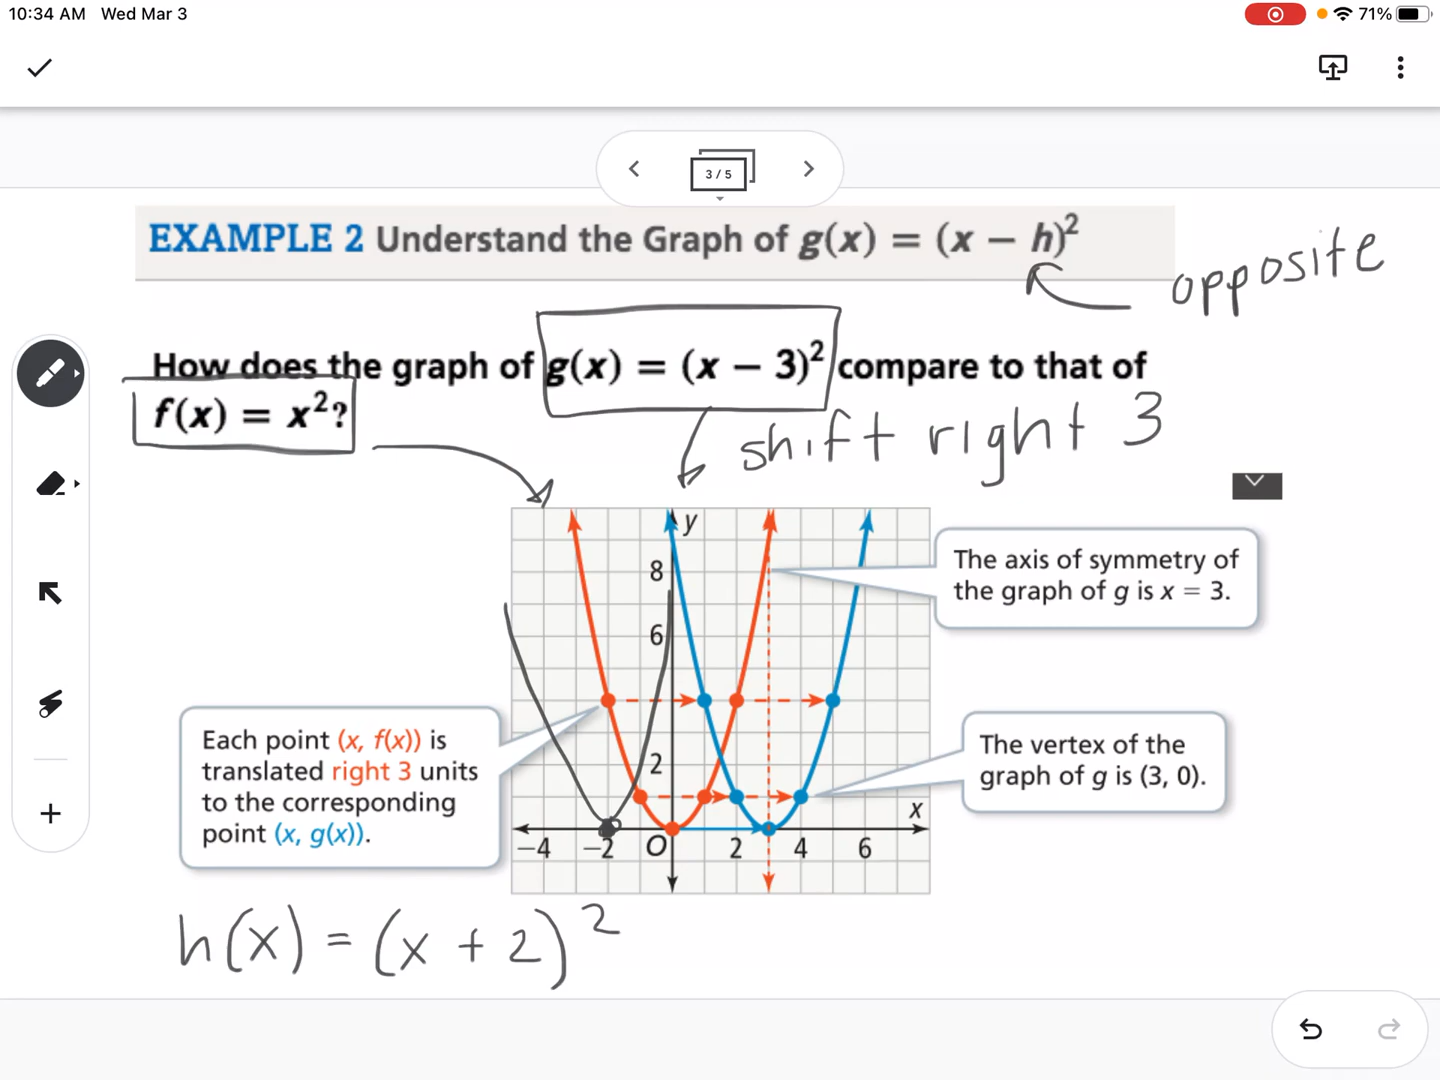 10:34 AM Wed Mar 3
71%
3 / 5
EXAMPLE 2 Understand the Graph of g(x) = (x − h)²
opposite
How does the graph of g(x) = (x − 3)² compare to that of
f(x) = x²?
shift right 3
y
8
6
2
−4 −2 O 2 4 6
x
The axis of symmetry of
the graph of g is x = 3.
Each point (x, f(x)) is
translated right 3 units
to the corresponding
point (x, g(x)).
The vertex of the
graph of g is (3, 0).
h(x) = (x + 2)²